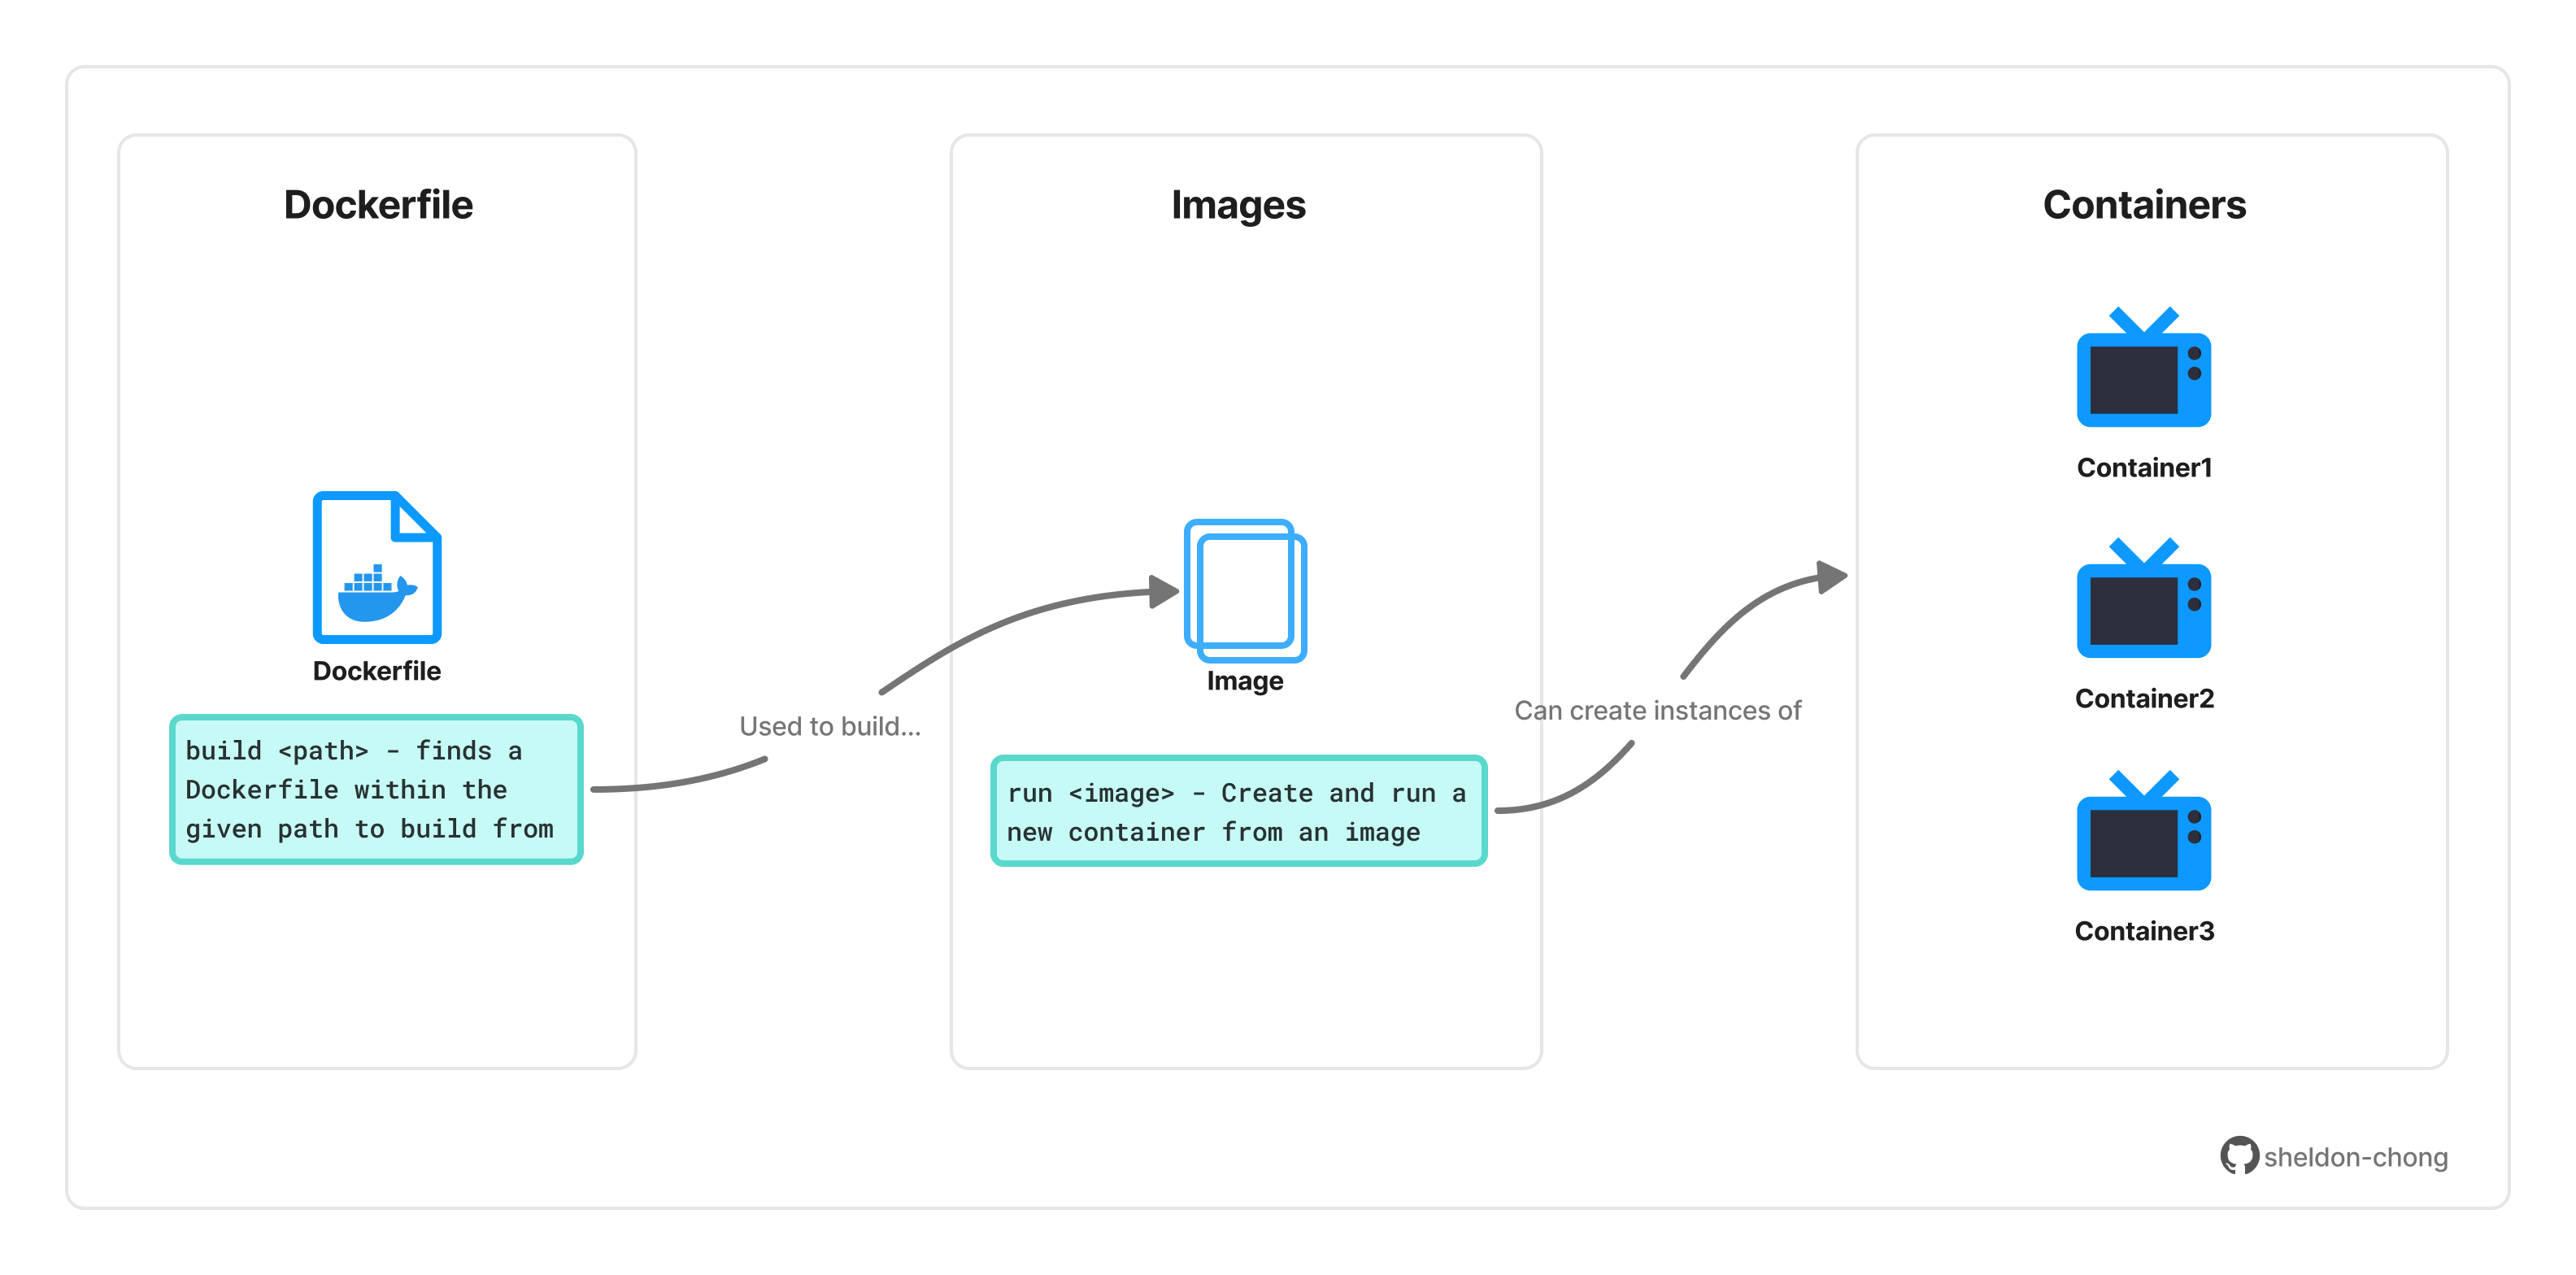 Dockerfile
Dockerfile
build <path> - finds a
Dockerfile within the
given path to build from
Used to build...
Images
Image
run <image> - Create and run a
new container from an image
Can create instances of
Containers
Container1
Container2
Container3
sheldon-chong